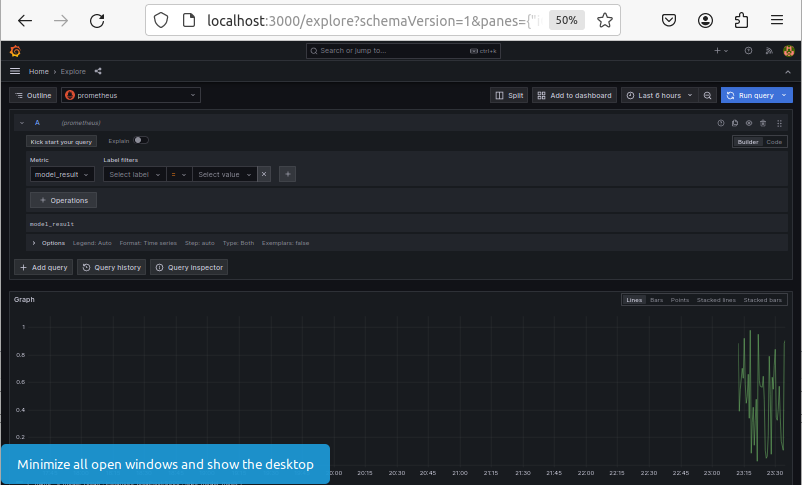 localhost:3000/explore?schemaVersion=1&panes={"
50%
Search or jump to...
ctrl+k
Home › Explore
Outline
prometheus
Split
Add to dashboard
Last 6 hours
Run query
A
(prometheus)
Kick start your query
Explain
Builder
Code
Metric
Label filters
model_result
Select label
=
Select value
Operations
model_result
Options Legend: Auto Format: Time series Step: auto Type: Both Exemplars: false
Add query
Query history
Query inspector
Graph
Lines Bars Points Stacked lines Stacked bars
1
0.8
0.6
0.4
0.2
20:15 20:30 20:45 21:00 21:15 21:30 21:45 22:00 22:15 22:30 22:45 23:00 23:15 23:30
Minimize all open windows and show the desktop